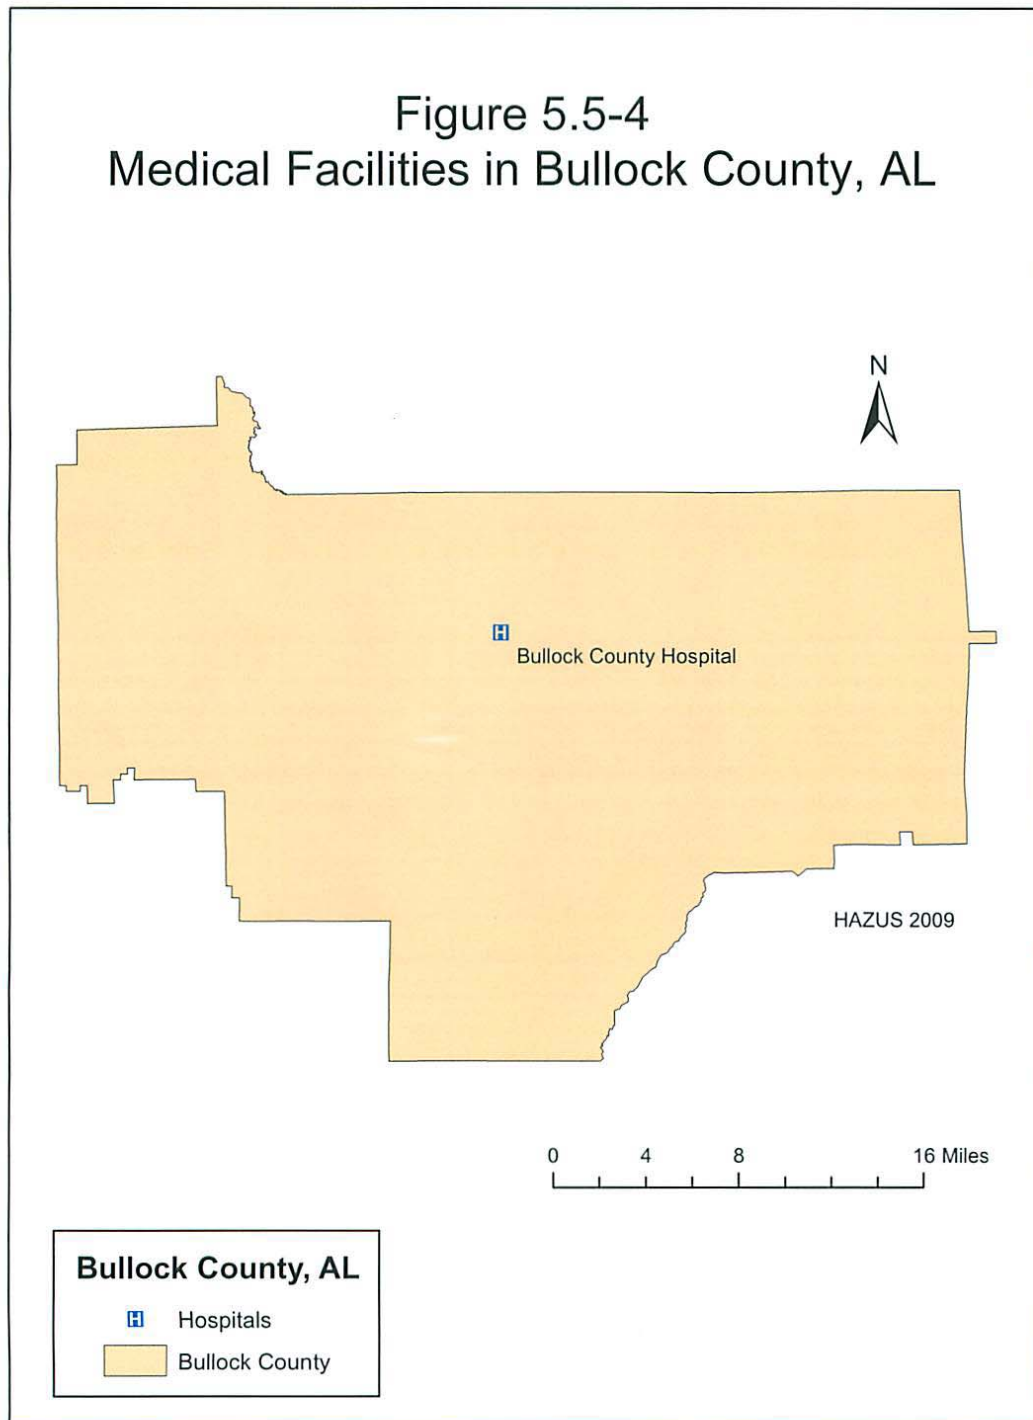 Figure 5.5-4
Medical Facilities in Bullock County, AL
N
H
Bullock County Hospital
HAZUS 2009
0 4 8 16 Miles
Bullock County, AL
H Hospitals
Bullock County